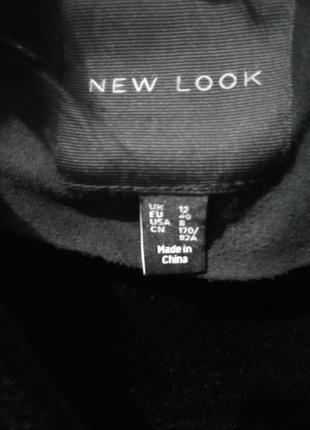 NEW LOOK
UK 12
EU 40
USA 8
CN 170/
92A
Made in
China